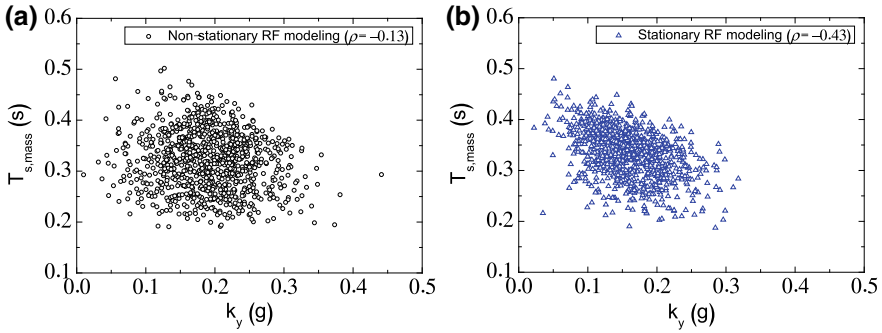 (a)
Non-stationary RF modeling (ρ=−0.13)
0.6
0.5
0.4
0.3
0.2
0.1
T_s,mass (s)
0.0 0.1 0.2 0.3 0.4 0.5
k_y (g)
(b)
Stationary RF modeling (ρ=−0.43)
0.6
0.5
0.4
0.3
0.2
0.1
T_s,mass (s)
0.0 0.1 0.2 0.3 0.4 0.5
k_y (g)